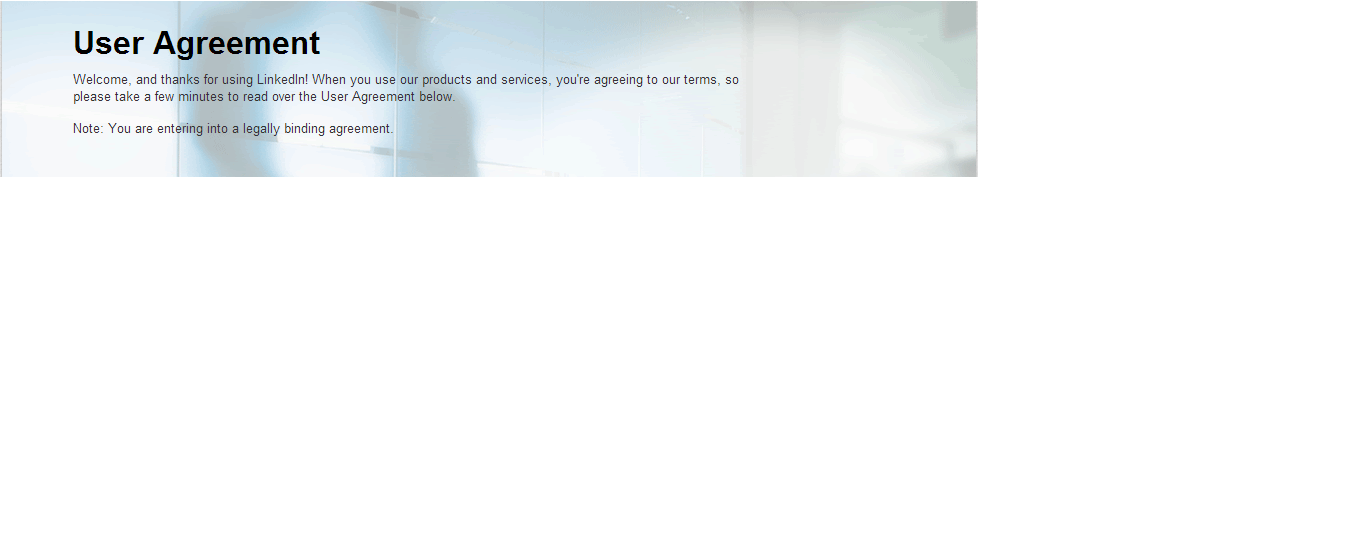 User Agreement
Welcome, and thanks for using LinkedIn! When you use our products and services, you're agreeing to our terms, so
please take a few minutes to read over the User Agreement below.
Note: You are entering into a legally binding agreement.